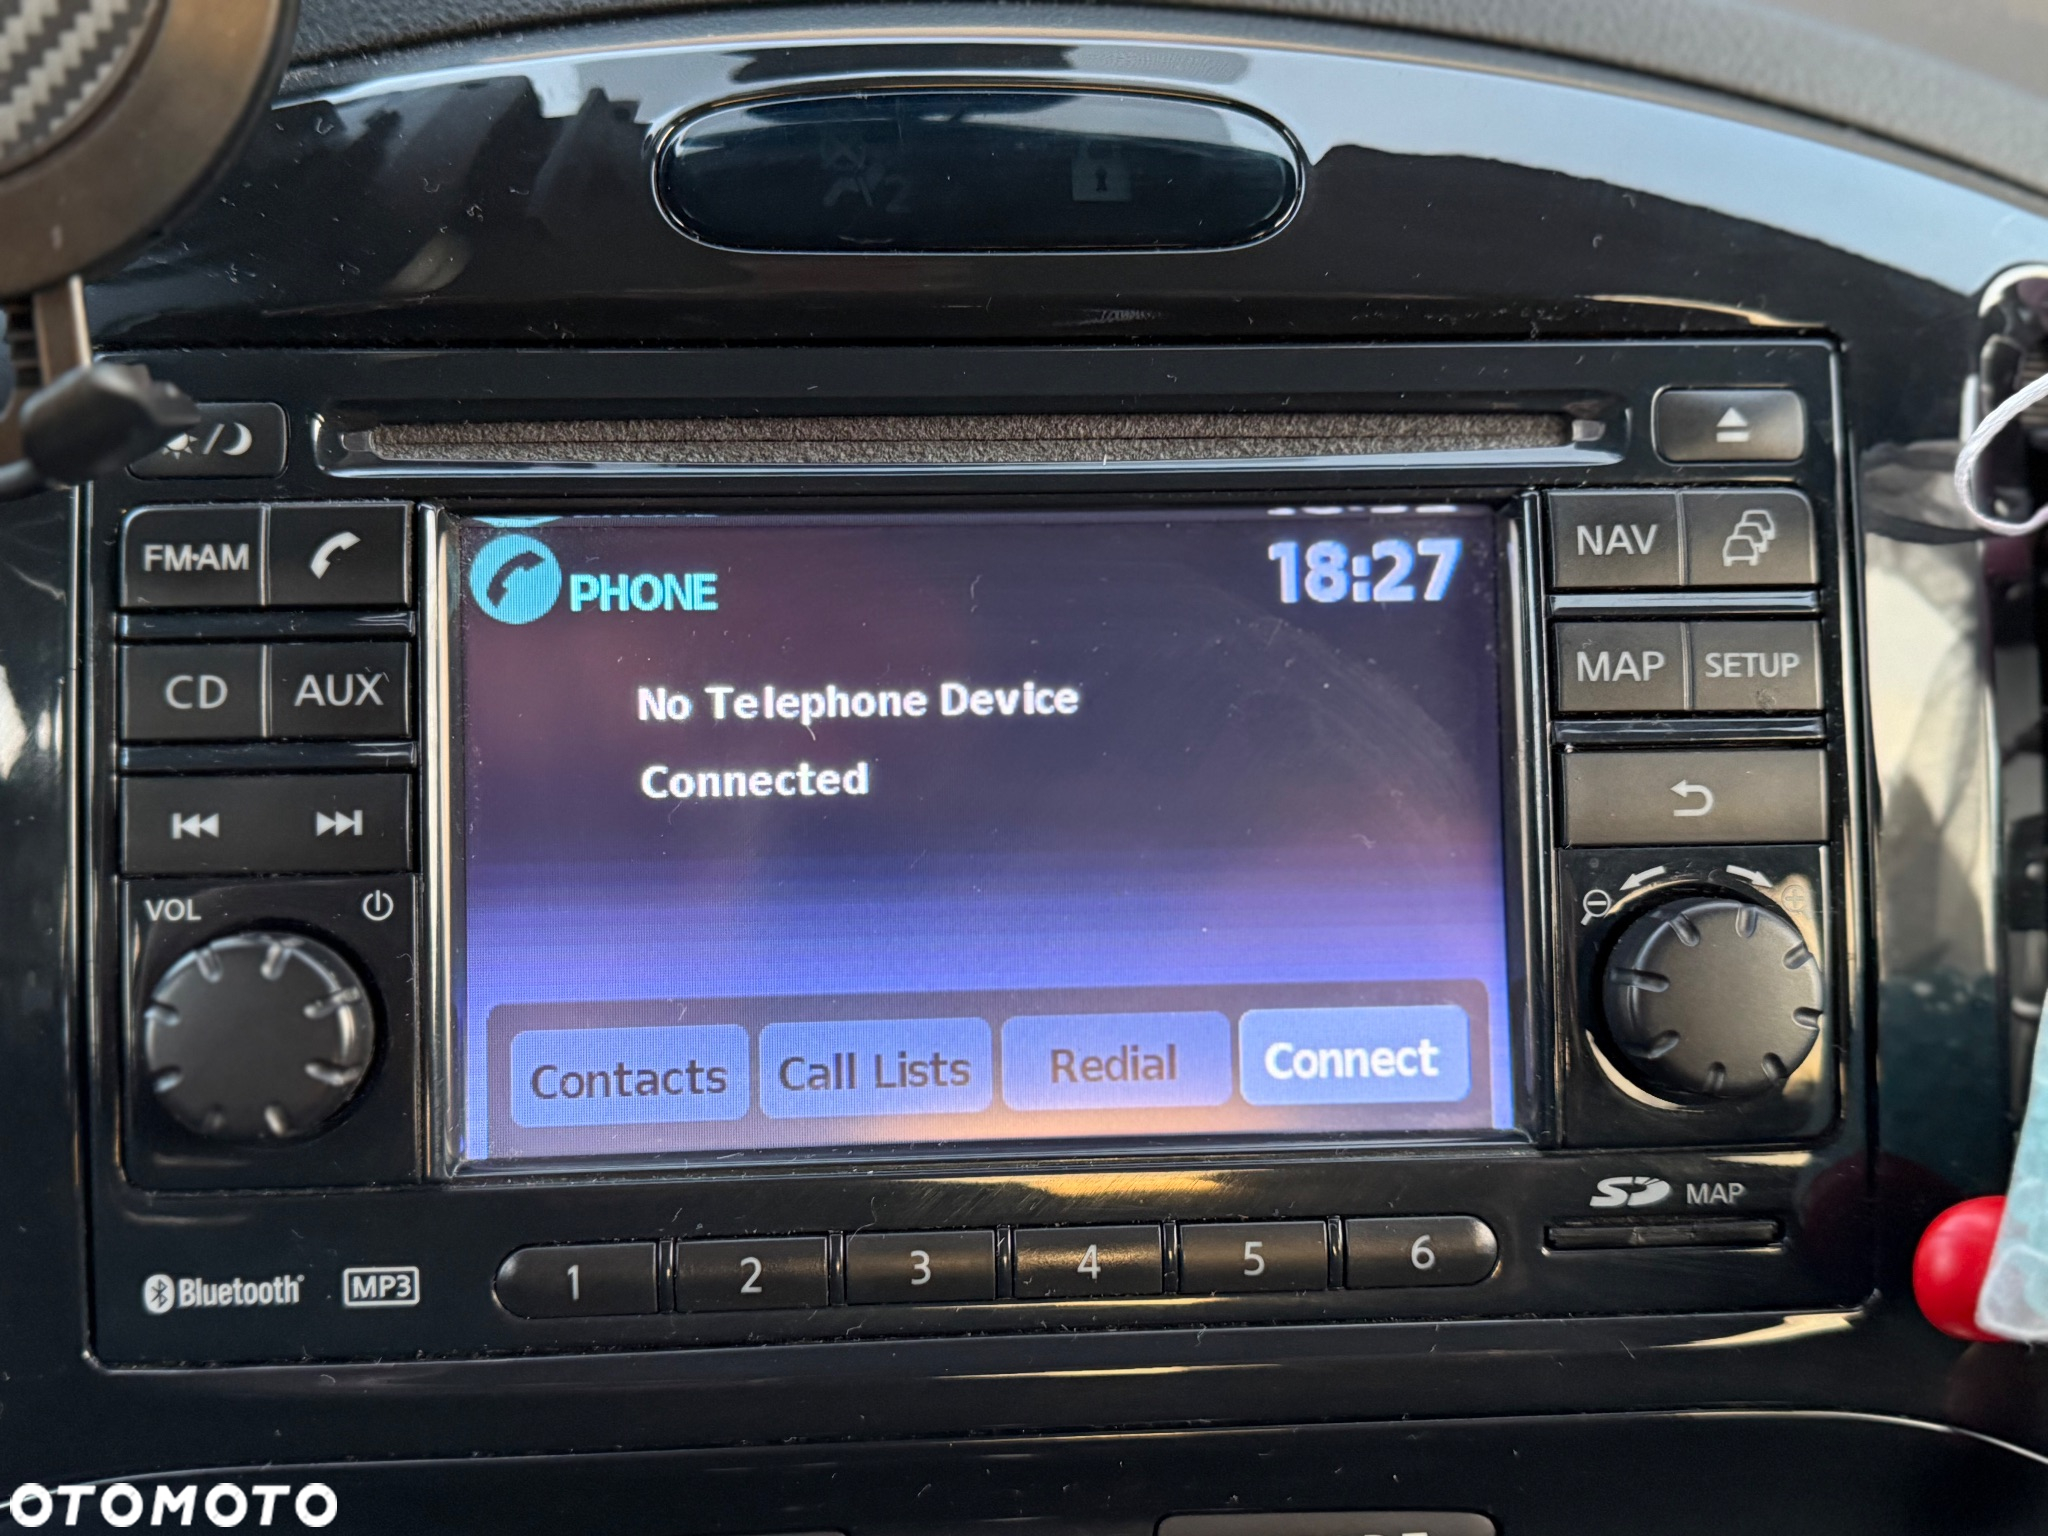 FM·AM
CD
AUX
VOL
PHONE
18:27
No Telephone Device
Connected
Contacts
Call Lists
Redial
Connect
NAV
MAP
SETUP
SD MAP
Bluetooth®
MP3
1
2
3
4
5
6
OTOMOTO